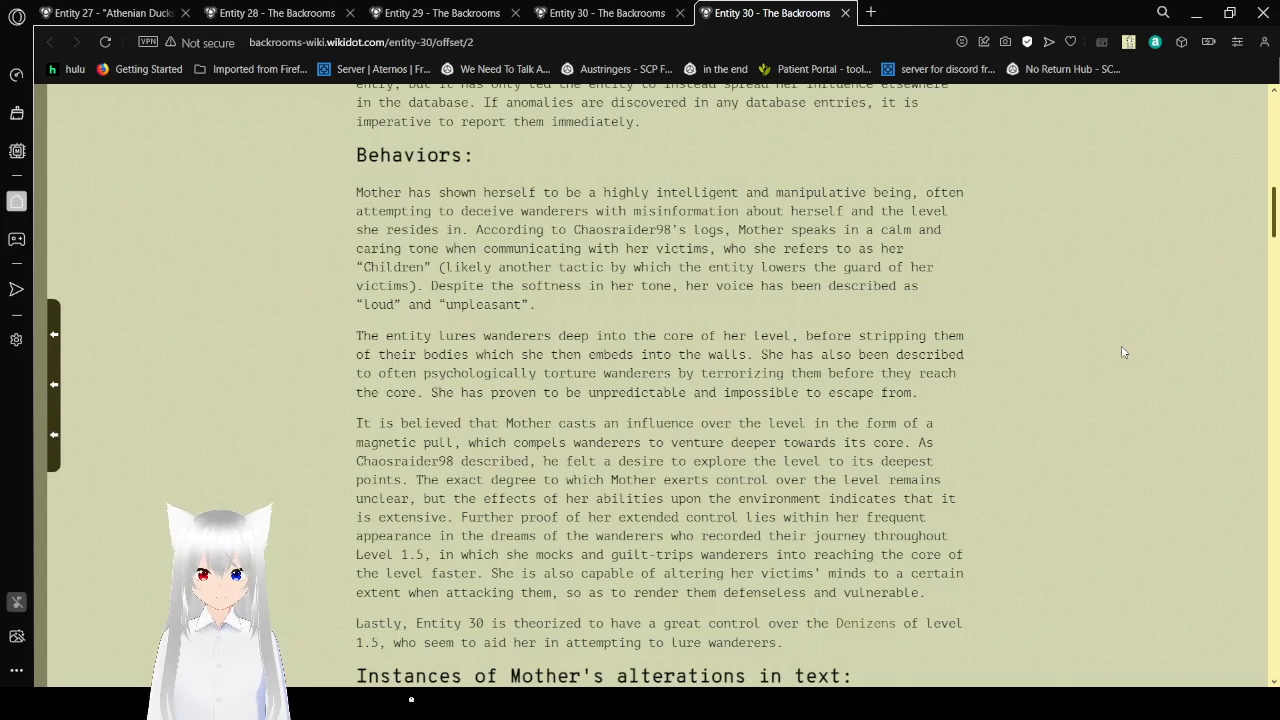 Entity 27 - "Athenian Ducks
Entity 28 - The Backrooms
Entity 29 - The Backrooms
Entity 30 - The Backrooms
Entity 30 - The Backrooms
VPN
Not secure
backrooms-wiki.wikidot.com/entity-30/offset/2
hulu
Getting Started
Imported from Firef...
Server | Aternos | Fr...
We Need To Talk A...
Austringers - SCP F...
in the end
Patient Portal - tool...
server for discord fr...
No Return Hub - SC...
entry, but it has only led the entity to instead spread her influence elsewhere
in the database. If anomalies are discovered in any database entries, it is
imperative to report them immediately.
Behaviors:
Mother has shown herself to be a highly intelligent and manipulative being, often
attempting to deceive wanderers with misinformation about herself and the level
she resides in. According to Chaosraider98’s logs, Mother speaks in a calm and
caring tone when communicating with her victims, who she refers to as her
“Children” (likely another tactic by which the entity lowers the guard of her
victims). Despite the softness in her tone, her voice has been described as
“loud” and “unpleasant”.
The entity lures wanderers deep into the core of her level, before stripping them
of their bodies which she then embeds into the walls. She has also been described
to often psychologically torture wanderers by terrorizing them before they reach
the core. She has proven to be unpredictable and impossible to escape from.
It is believed that Mother casts an influence over the level in the form of a
magnetic pull, which compels wanderers to venture deeper towards its core. As
Chaosraider98 described, he felt a desire to explore the level to its deepest
points. The exact degree to which Mother exerts control over the level remains
unclear, but the effects of her abilities upon the environment indicates that it
is extensive. Further proof of her extended control lies within her frequent
appearance in the dreams of the wanderers who recorded their journey throughout
Level 1.5, in which she mocks and guilt-trips wanderers into reaching the core of
the level faster. She is also capable of altering her victims’ minds to a certain
extent when attacking them, so as to render them defenseless and vulnerable.
Lastly, Entity 30 is theorized to have a great control over the Denizens of level
1.5, who seem to aid her in attempting to lure wanderers.
Instances of Mother's alterations in text: